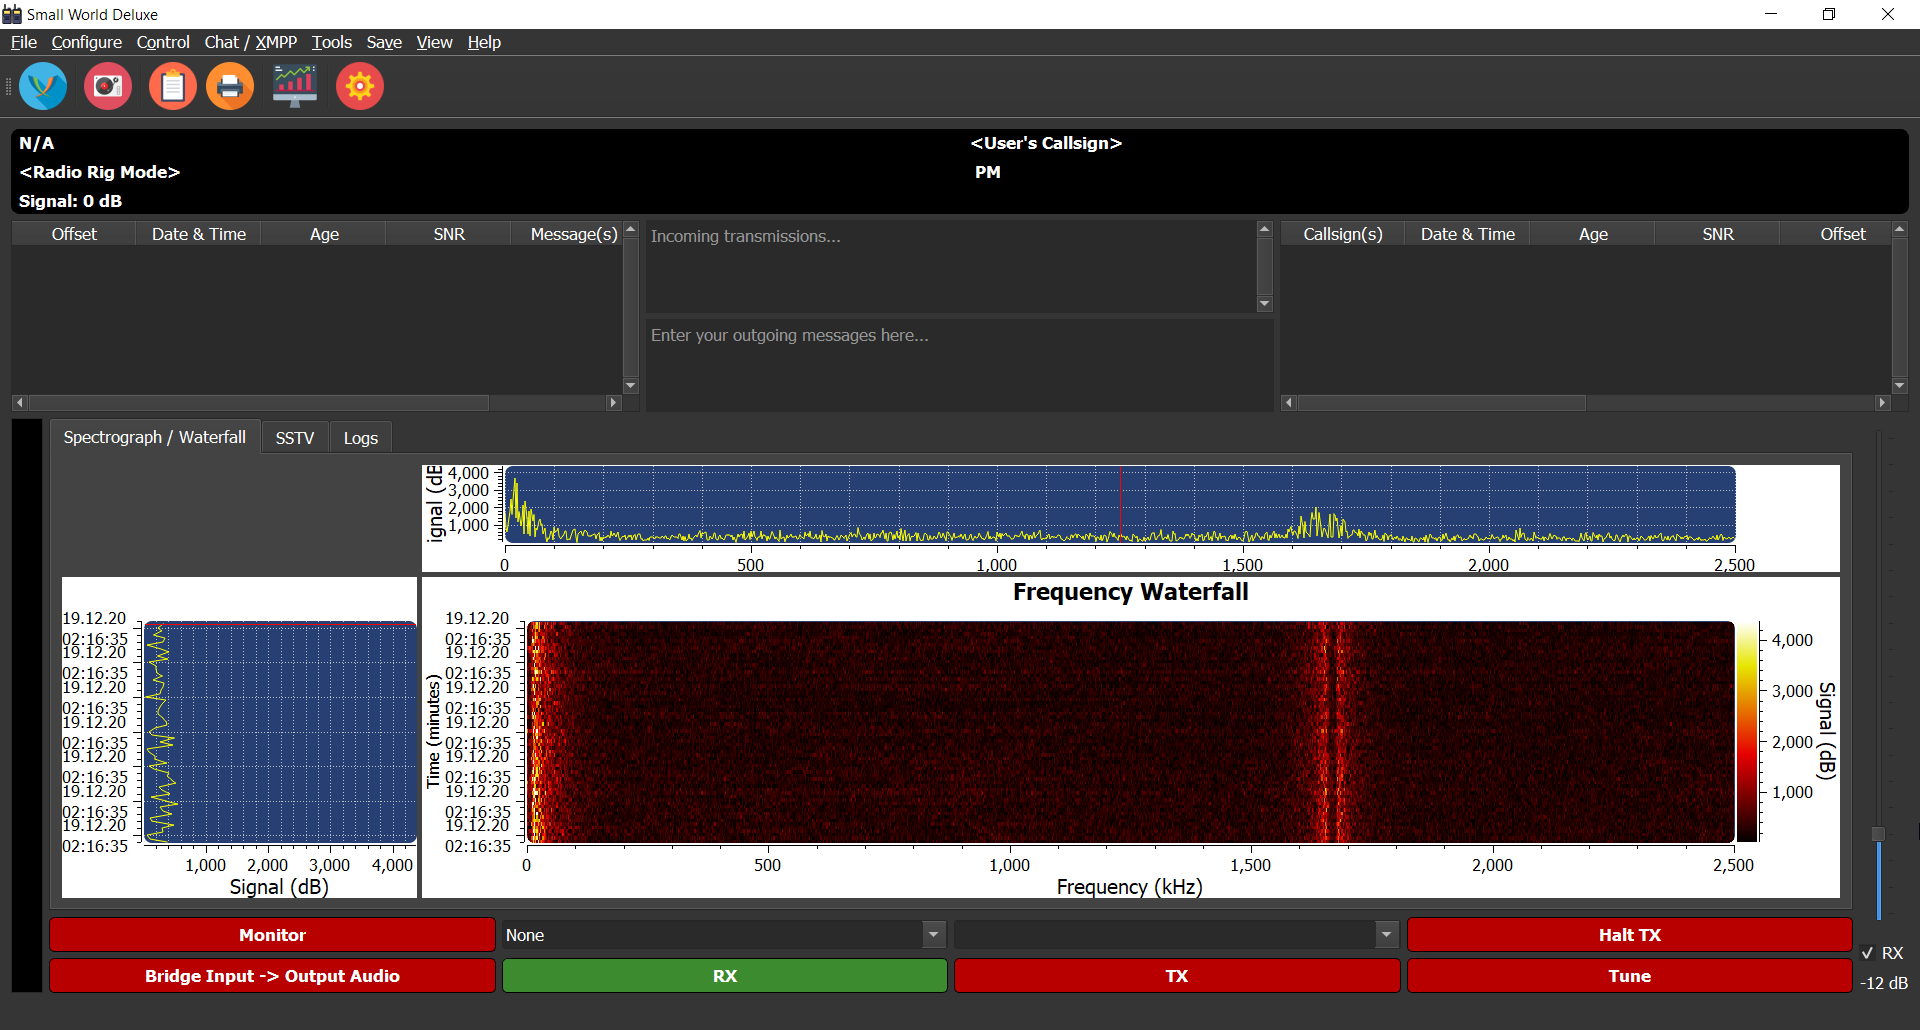 Small World Deluxe
File Configure Control Chat / XMPP Tools Save View Help
N/A
<User's Callsign>
<Radio Rig Mode>
PM
Signal: 0 dB
Offset Date & Time Age SNR Message(s)
Incoming transmissions...
Enter your outgoing messages here...
Callsign(s) Date & Time Age SNR Offset
Spectrograph / Waterfall SSTV Logs
ignal (dB
4,000
3,000
2,000
1,000
0 500 1,000 1,500 2,000 2,500
19.12.20
02:16:35
19.12.20
02:16:35
19.12.20
02:16:35
19.12.20
02:16:35
19.12.20
02:16:35
19.12.20
02:16:35
19.12.20
02:16:35
1,000 2,000 3,000 4,000
Signal (dB)
Frequency Waterfall
Time (minutes)
19.12.20
02:16:35
19.12.20
02:16:35
19.12.20
02:16:35
19.12.20
02:16:35
19.12.20
02:16:35
19.12.20
02:16:35
19.12.20
02:16:35
0 500 1,000 1,500 2,000 2,500
Frequency (kHz)
4,000
3,000
2,000
1,000
Signal (dB)
Monitor None Halt TX
Bridge Input -> Output Audio RX TX Tune
RX
-12 dB